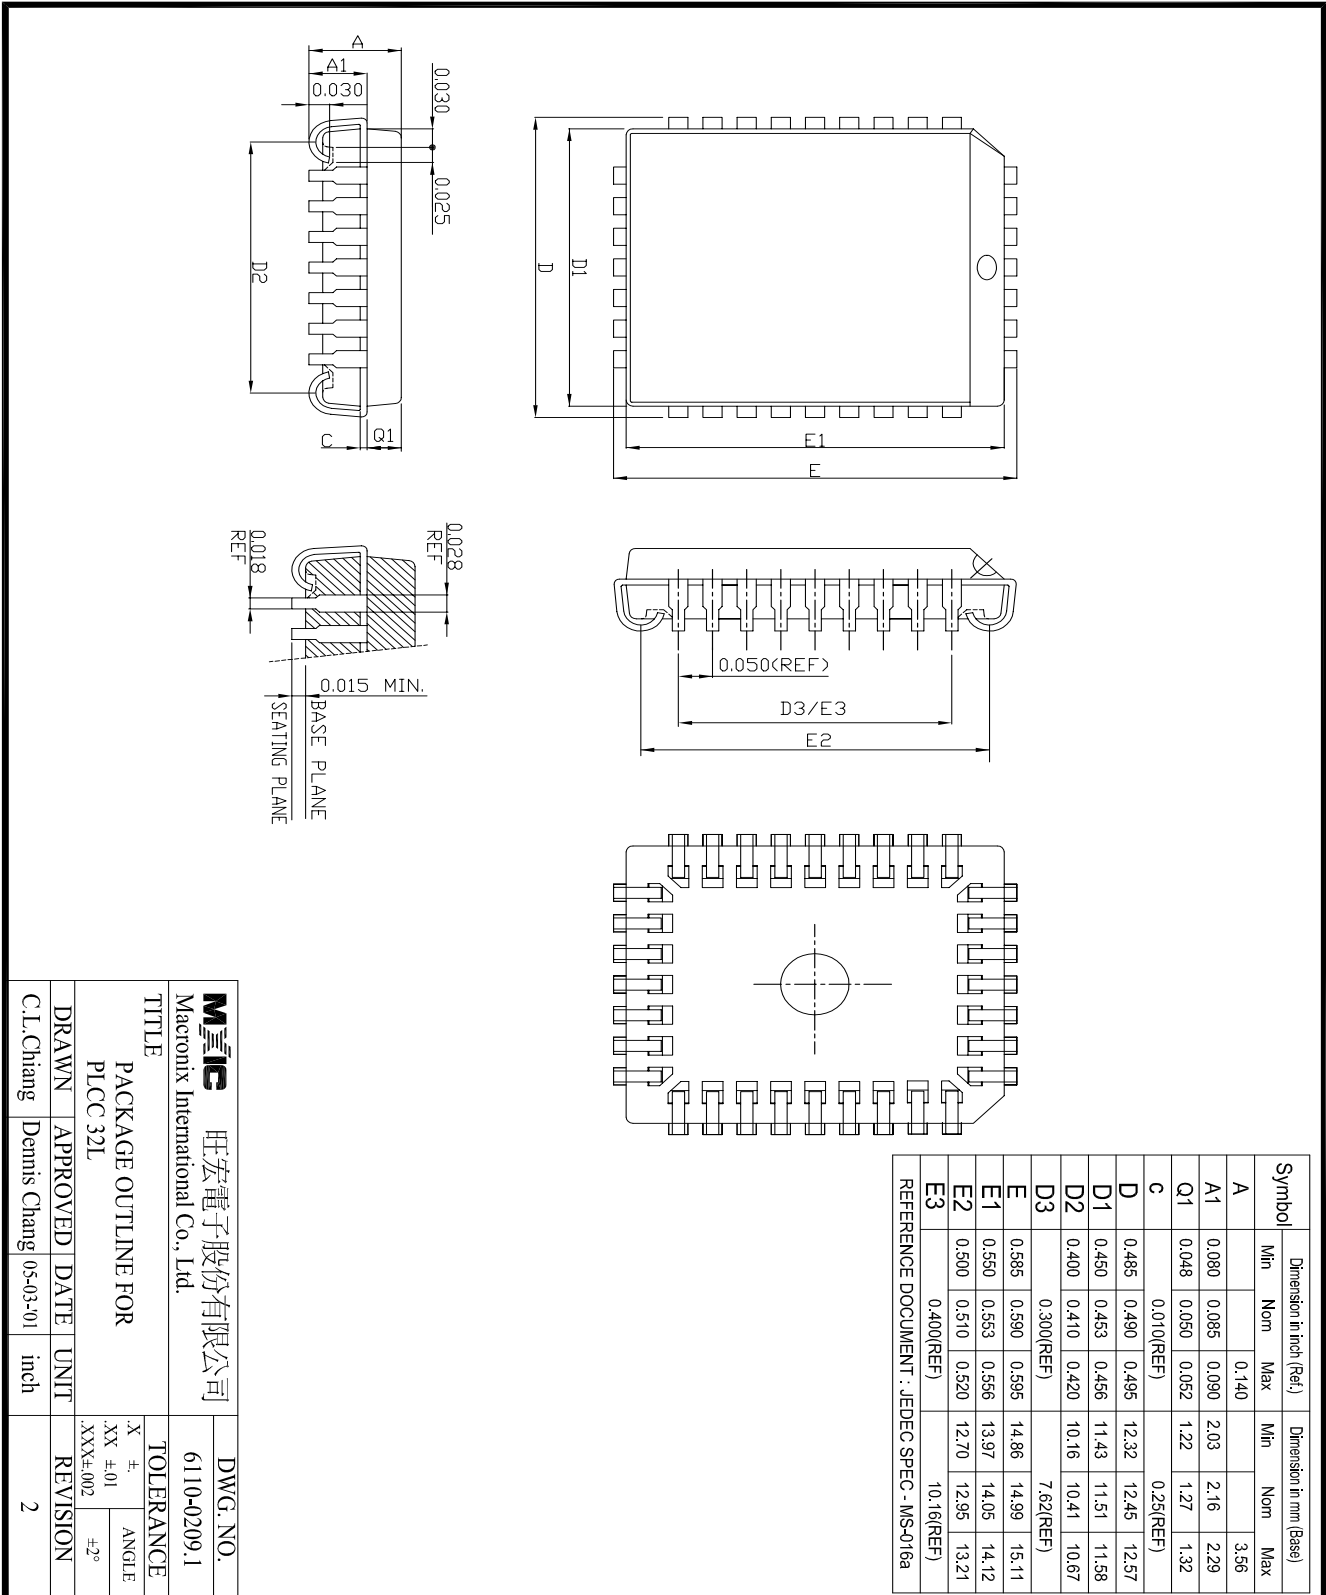 A
A1
0.030
0.030
0.025
D2
C
Q1
D
D1
E1
E
0.018
REF
0.028
REF
0.015 MIN.
BASE PLANE
SEATING PLANE
0.050(REF)
D3/E3
E2
Symbol Dimension in inch (Ref.) Dimension in mm (Base)
Min Nom Max Min Nom Max
A 0.140 3.56
A1 0.080 0.085 0.090 2.03 2.16 2.29
Q1 0.048 0.050 0.052 1.22 1.27 1.32
C 0.010(REF) 0.25(REF)
D 0.485 0.490 0.495 12.32 12.45 12.57
D1 0.450 0.453 0.456 11.43 11.51 11.58
D2 0.400 0.410 0.420 10.16 10.41 10.67
D3 0.300(REF) 7.62(REF)
E 0.585 0.590 0.595 14.86 14.99 15.11
E1 0.550 0.553 0.556 13.97 14.05 14.12
E2 0.500 0.510 0.520 12.70 12.95 13.21
E3 0.400(REF) 10.16(REF)
REFERENCE DOCUMENT : JEDEC SPEC - MS-016a
MXIC 旺宏電子股份有限公司
Macronix International Co., Ltd.
DWG. NO.
6110-0209.1
TITLE
PACKAGE OUTLINE FOR
PLCC 32L
TOLERANCE
.X ±.
.XX ±.01
.XXX±.002
ANGLE
±2°
DRAWN APPROVED DATE UNIT REVISION
C.L.Chiang Dennis Chang 05-03-'01 inch 2